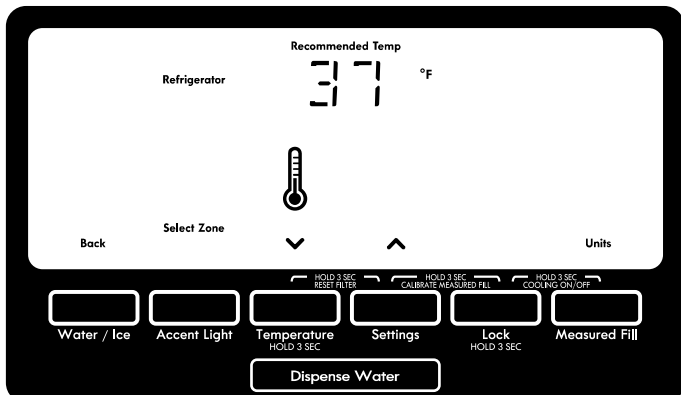 Recommended Temp
Refrigerator 37 °F
Select Zone
Back Units
HOLD 3 SEC HOLD 3 SEC HOLD 3 SEC
RESET FILTER CALIBRATE MEASURED FILL COOLING ON/OFF
Water / Ice Accent Light Temperature Settings Lock Measured Fill
HOLD 3 SEC HOLD 3 SEC
Dispense Water